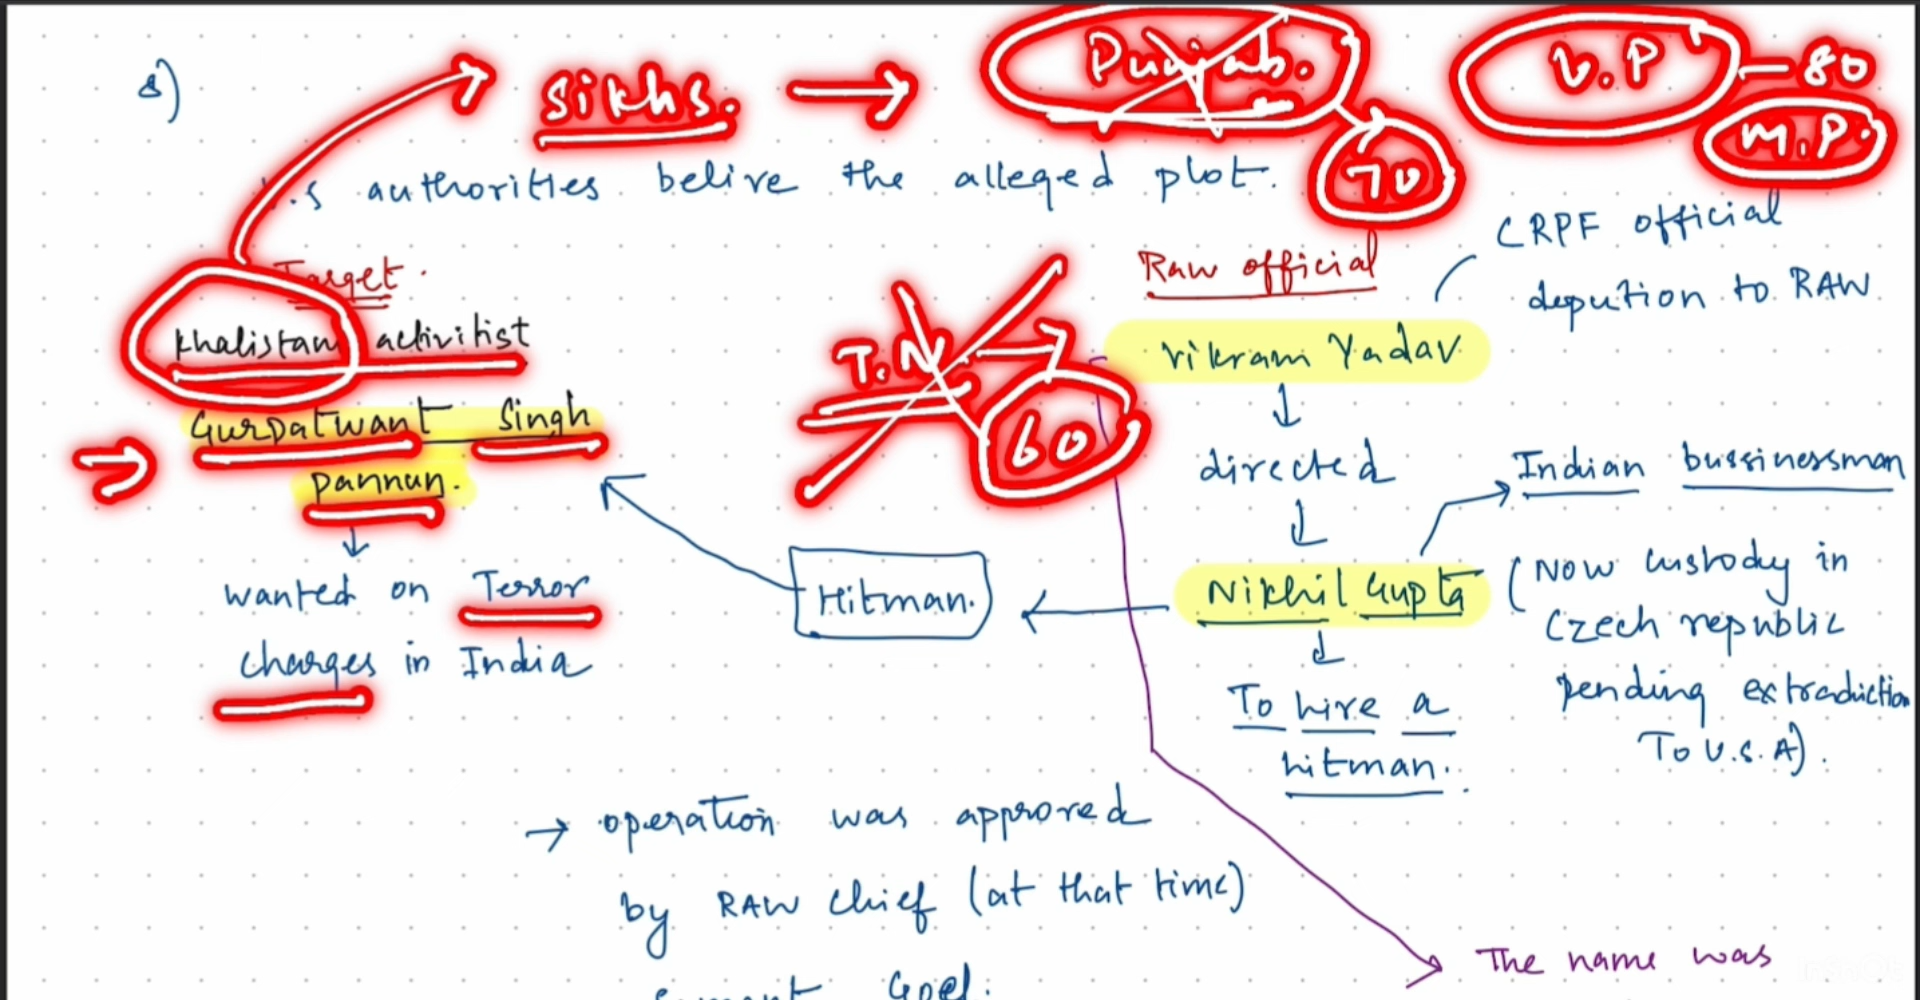 8)
Sikhs. → Punjab. U.P - 80
M.P.
.s authorities belive the alleged plot. 70
CRPF official
depution to RAW
Target.
Raw official
Khalistan activitist
T.N → 60
vikram Yadav
Gurpatwant Singh
pannun.
directed
Indian bussinessman
wanted on Terror
charges in India
Hitman.
Nikhil Gupta
(Now custody in
Czech republic
pending extradiction
To U.S.A).
To hire a
hitman.
→ operation was approved
by RAW chief (at that time)
Goel.
The name was